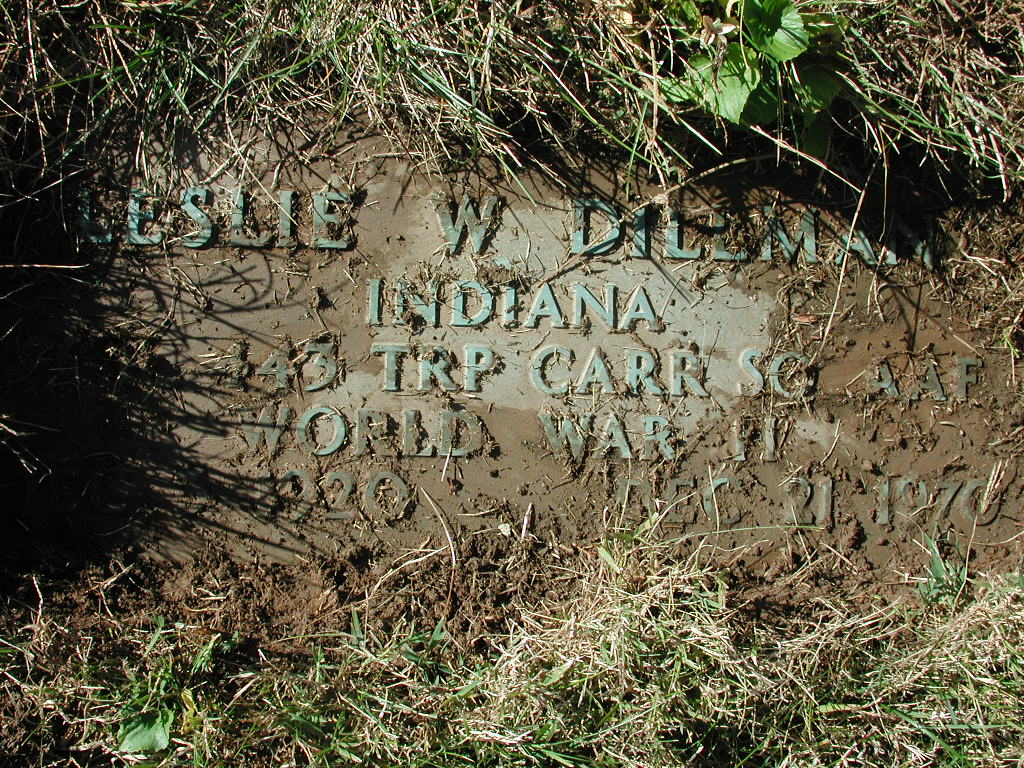 LESLIE W DILLMAN
INDIANA
43 TRP CARR SQ AAF
WORLD WAR II
DEC 21 1970